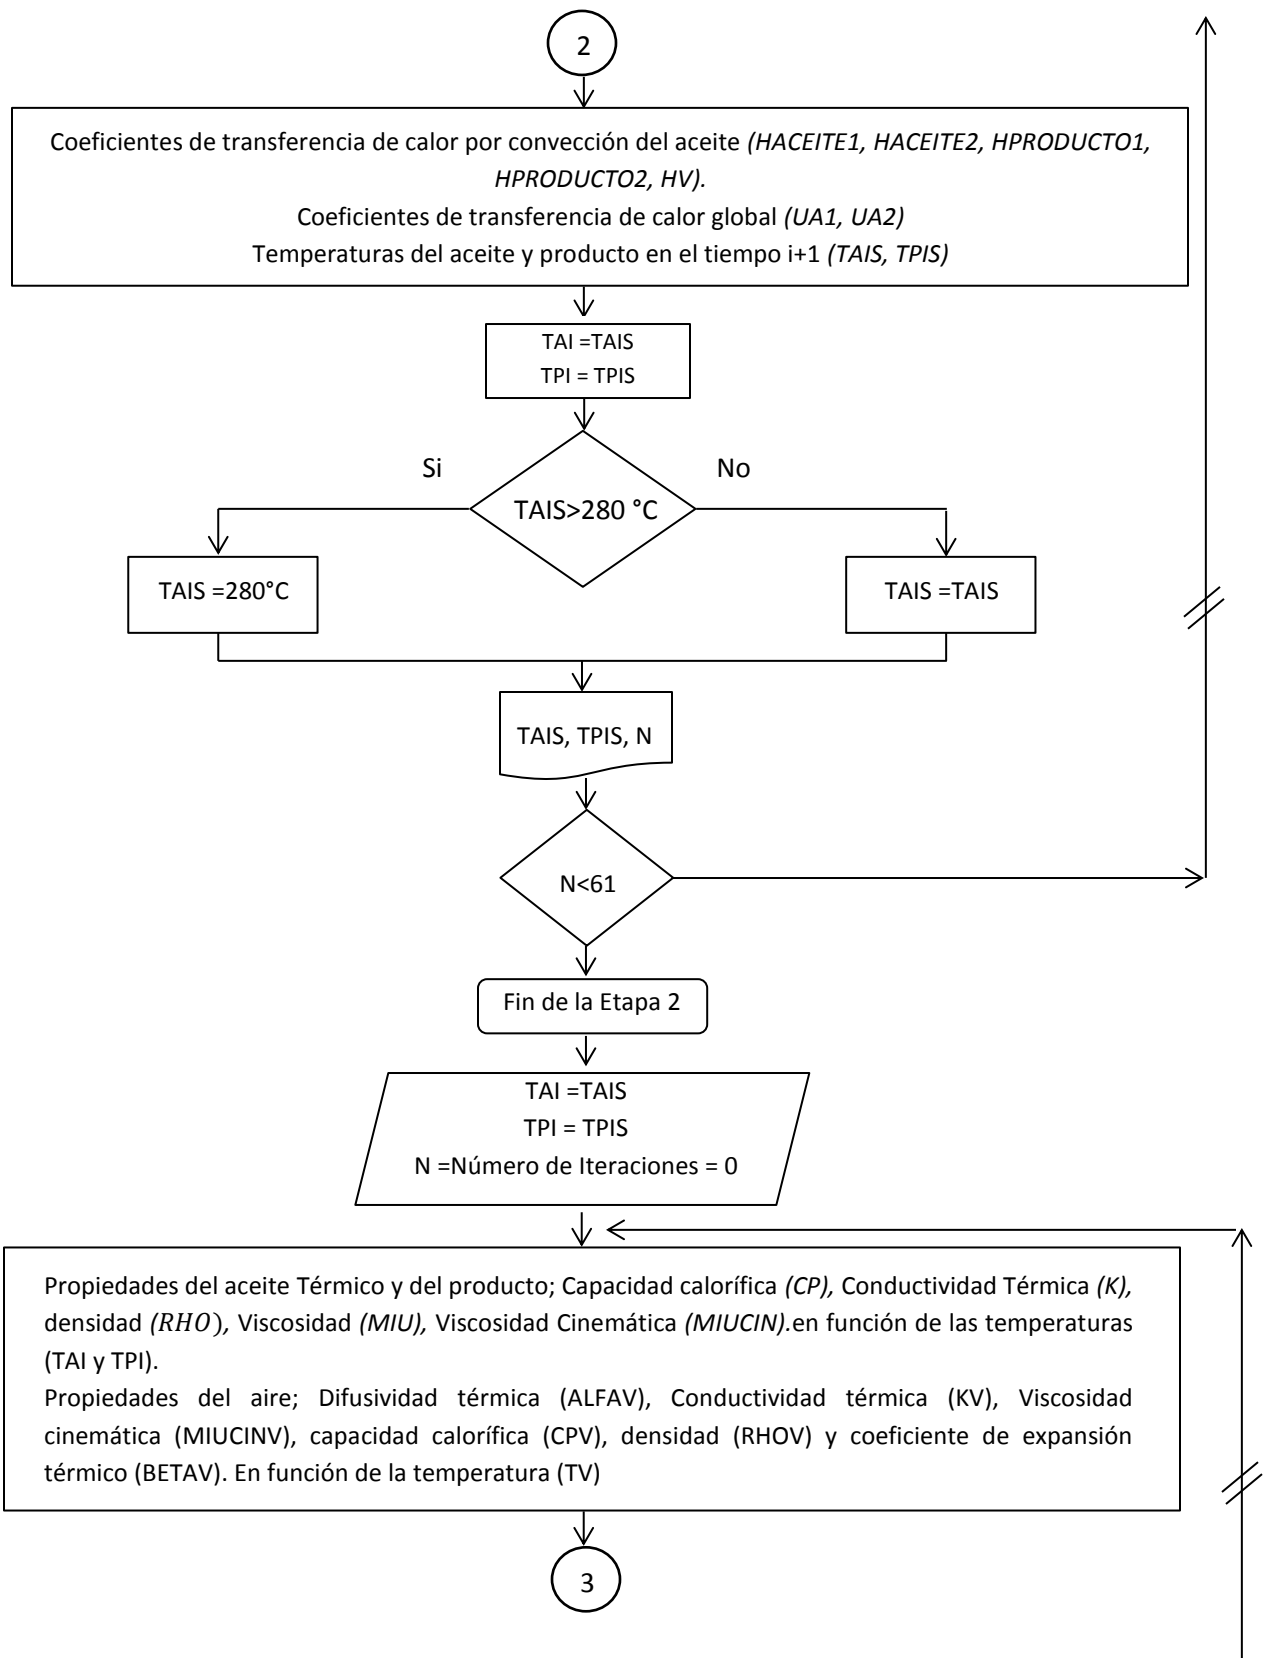 2
Coeficientes de transferencia de calor por convección del aceite (HACEITE1, HACEITE2, HPRODUCTO1,
HPRODUCTO2, HV).
Coeficientes de transferencia de calor global (UA1, UA2)
Temperaturas del aceite y producto en el tiempo i+1 (TAIS, TPIS)
TAI =TAIS
TPI = TPIS
Si
No
TAIS>280 °C
TAIS =280°C
TAIS =TAIS
TAIS, TPIS, N
N<61
Fin de la Etapa 2
TAI =TAIS
TPI = TPIS
N =Número de Iteraciones = 0
Propiedades del aceite Térmico y del producto; Capacidad calorífica (CP), Conductividad Térmica (K),
densidad (RHO), Viscosidad (MIU), Viscosidad Cinemática (MIUCIN).en función de las temperaturas
(TAI y TPI).
Propiedades del aire; Difusividad térmica (ALFAV), Conductividad térmica (KV), Viscosidad
cinemática (MIUCINV), capacidad calorífica (CPV), densidad (RHOV) y coeficiente de expansión
térmico (BETAV). En función de la temperatura (TV)
3